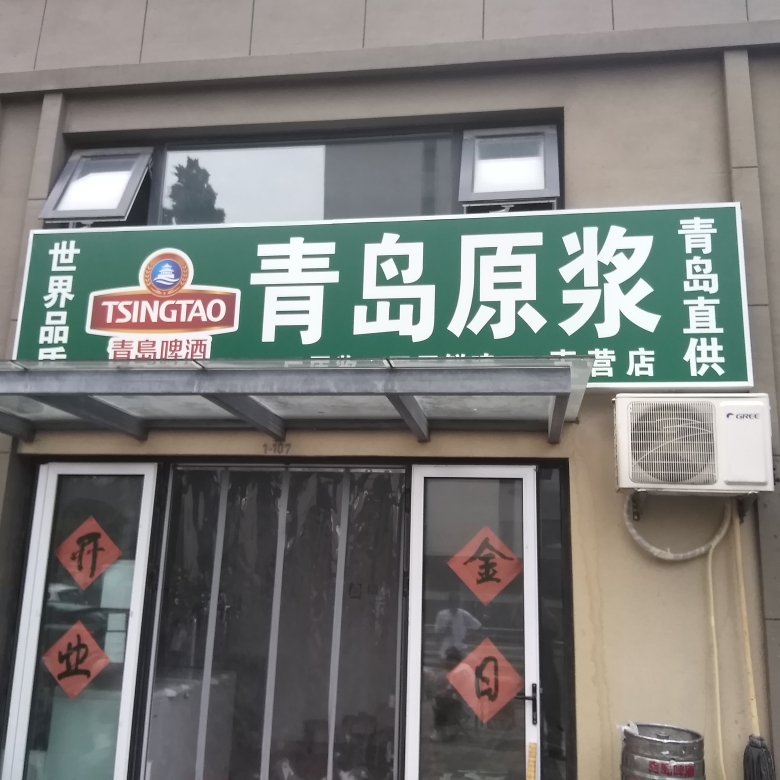 世界品质
TSINGTAO
青岛啤酒
青岛原浆
青岛直供
营店
GREE
1-107
开业
金日